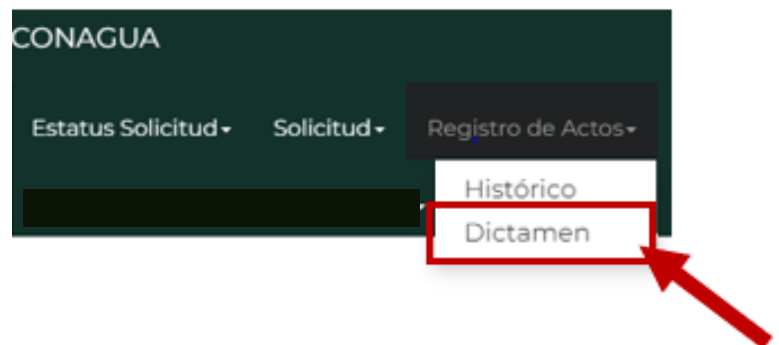 CONAGUA
Estatus Solicitud Solicitud Registro de Actos
Histórico
Dictamen